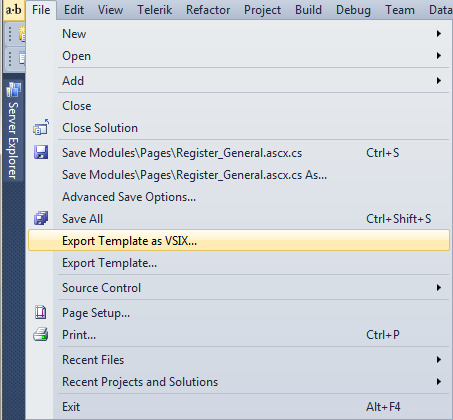 a·b File Edit View Telerik Refactor Project Build Debug Team Data
New
Open
Add
Close
Close Solution
Save Modules\Pages\Register_General.ascx.cs Ctrl+S
Save Modules\Pages\Register_General.ascx.cs As...
Advanced Save Options...
Save All Ctrl+Shift+S
Export Template as VSIX...
Export Template...
Source Control
Page Setup...
Print... Ctrl+P
Recent Files
Recent Projects and Solutions
Exit Alt+F4
Server Explorer